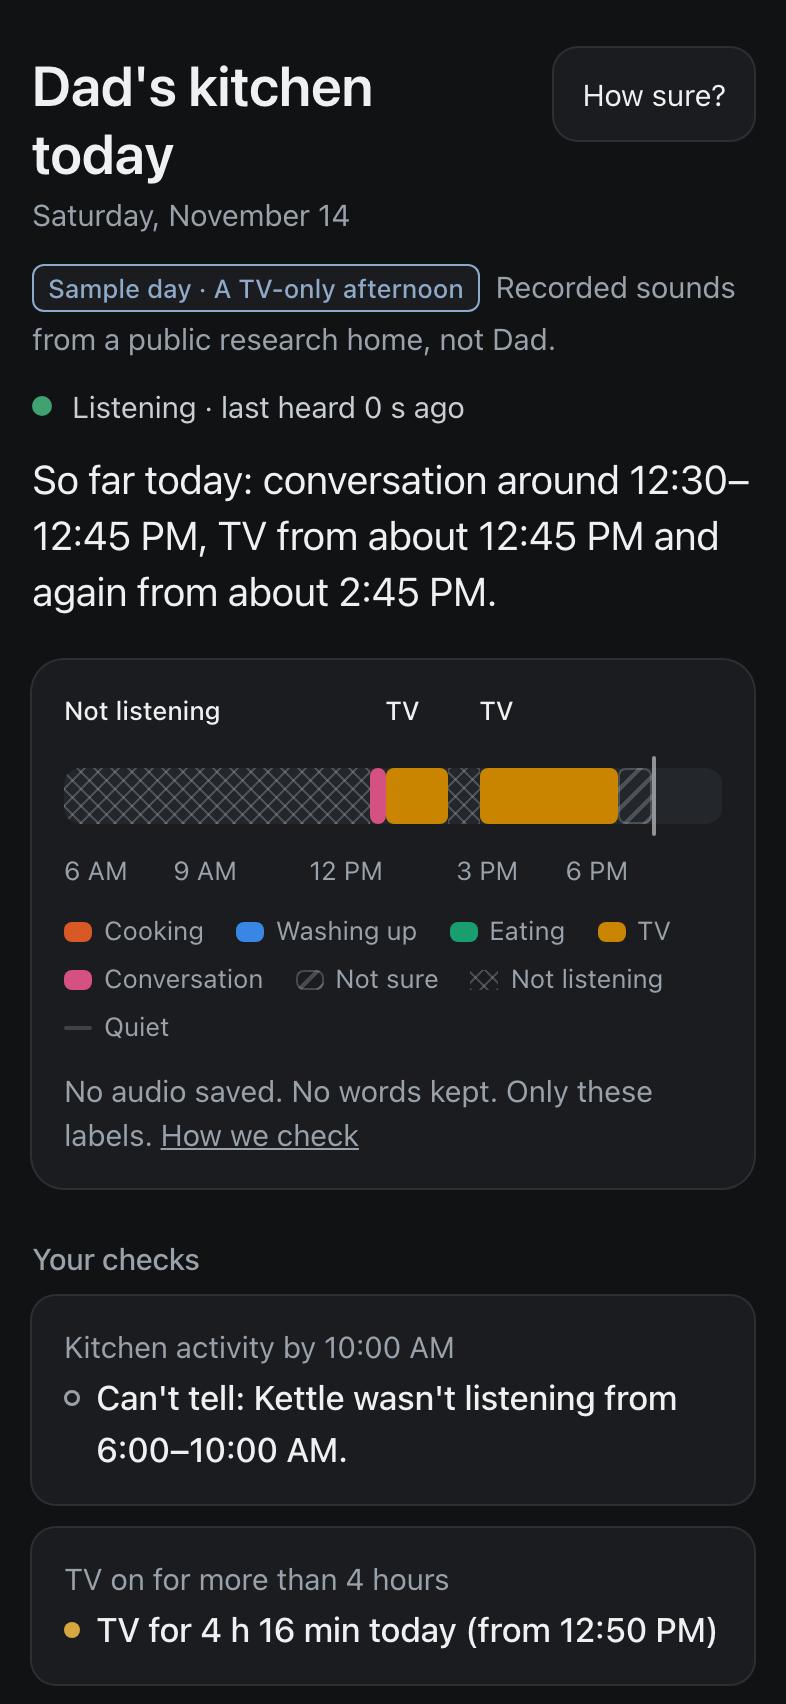 Dad's kitchen
today
How sure?
Saturday, November 14
Sample day · A TV-only afternoon Recorded sounds
from a public research home, not Dad.
Listening · last heard 0 s ago
So far today: conversation around 12:30–
12:45 PM, TV from about 12:45 PM and
again from about 2:45 PM.
Not listening TV TV
6 AM 9 AM 12 PM 3 PM 6 PM
Cooking Washing up Eating TV
Conversation Not sure Not listening
Quiet
No audio saved. No words kept. Only these
labels. How we check
Your checks
Kitchen activity by 10:00 AM
Can't tell: Kettle wasn't listening from
6:00–10:00 AM.
TV on for more than 4 hours
TV for 4 h 16 min today (from 12:50 PM)